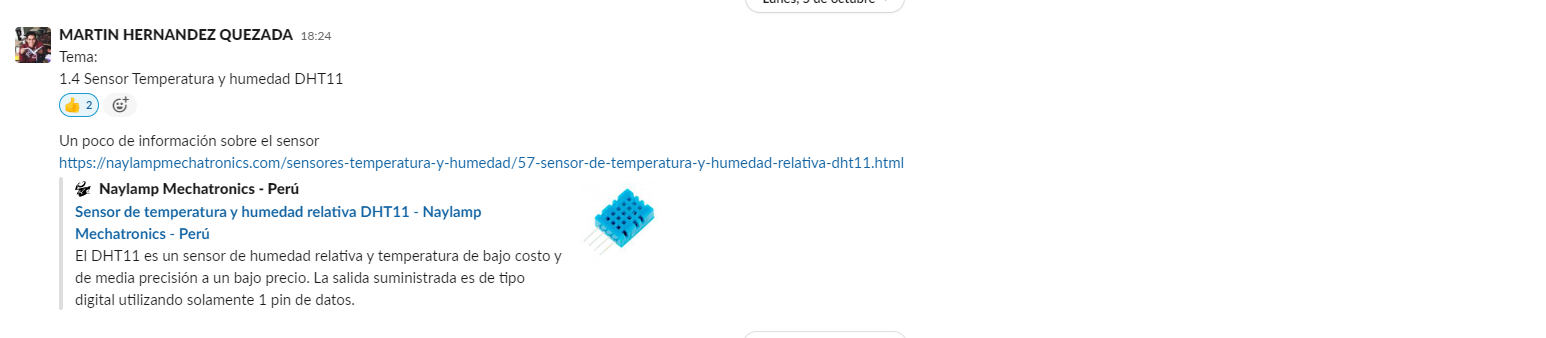 Lunes, 5 de octubre
MARTIN HERNANDEZ QUEZADA 18:24
Tema:
1.4 Sensor Temperatura y humedad DHT11
2
Un poco de información sobre el sensor
https://naylampmechatronics.com/sensores-temperatura-y-humedad/57-sensor-de-temperatura-y-humedad-relativa-dht11.html
Naylamp Mechatronics - Perú
Sensor de temperatura y humedad relativa DHT11 - Naylamp
Mechatronics - Perú
El DHT11 es un sensor de humedad relativa y temperatura de bajo costo y
de media precisión a un bajo precio. La salida suministrada es de tipo
digital utilizando solamente 1 pin de datos.